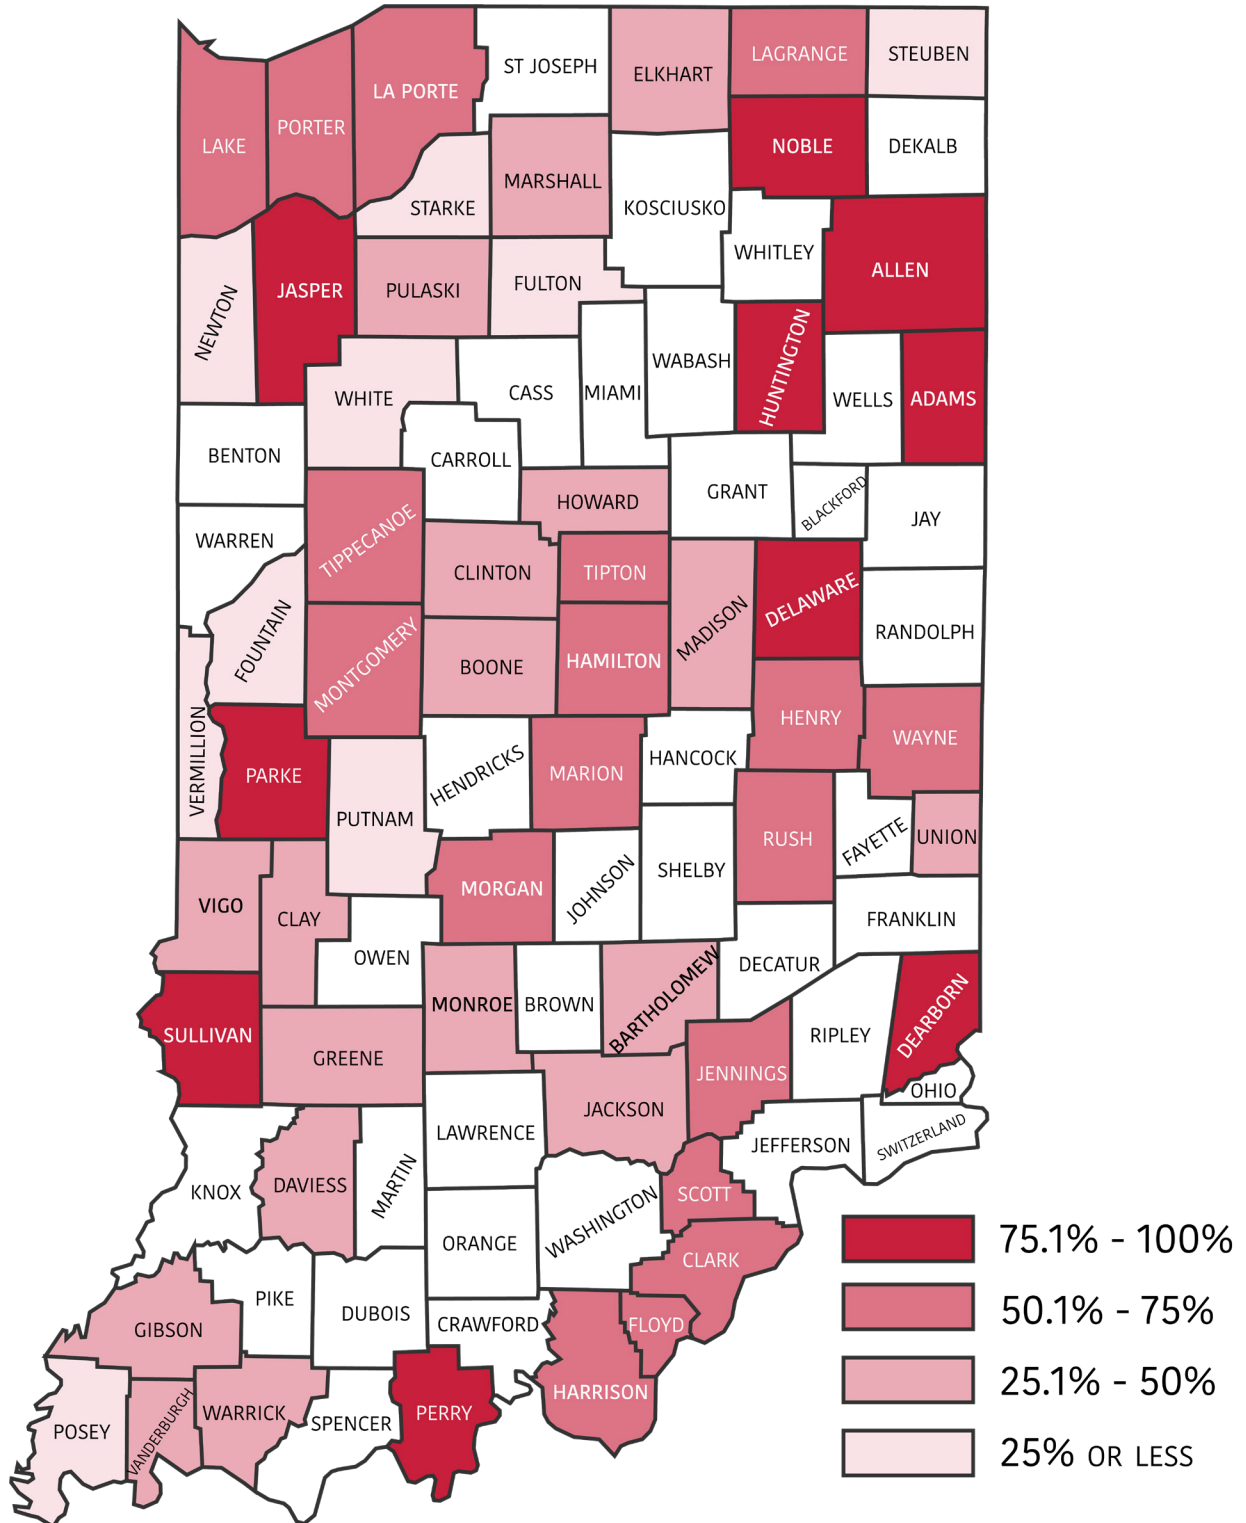 ST JOSEPH
ELKHART
LAGRANGE
STEUBEN
LA PORTE
PORTER
LAKE
NOBLE
DEKALB
MARSHALL
STARKE
KOSCIUSKO
WHITLEY
ALLEN
NEWTON
JASPER
PULASKI
FULTON
HUNTINGTON
WABASH
MIAMI
CASS
WHITE
WELLS
ADAMS
BENTON
CARROLL
HOWARD
GRANT
BLACKFORD
JAY
WARREN
TIPPECANOE
CLINTON
TIPTON
MADISON
DELAWARE
RANDOLPH
FOUNTAIN
MONTGOMERY
BOONE
HAMILTON
HENRY
WAYNE
VERMILLION
PARKE
PUTNAM
HENDRICKS
MARION
HANCOCK
RUSH
FAYETTE
UNION
VIGO
CLAY
MORGAN
JOHNSON
SHELBY
FRANKLIN
OWEN
DECATUR
MONROE
BROWN
BARTHOLOMEW
SULLIVAN
GREENE
RIPLEY
DEARBORN
JENNINGS
OHIO
JACKSON
LAWRENCE
JEFFERSON
SWITZERLAND
KNOX
DAVIESS
MARTIN
SCOTT
WASHINGTON
ORANGE
CLARK
PIKE
DUBOIS
CRAWFORD
FLOYD
GIBSON
HARRISON
POSEY
VANDERBURGH
WARRICK
SPENCER
PERRY
75.1% - 100%
50.1% - 75%
25.1% - 50%
25% OR LESS